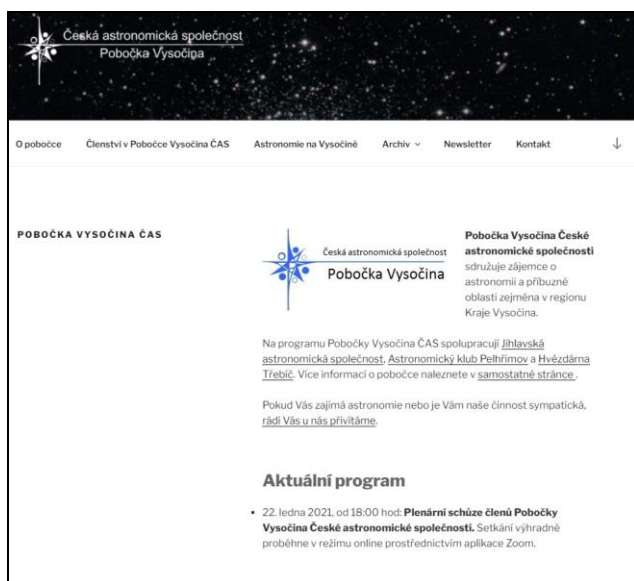 Česká astronomická společnost
Pobočka Vysočina
O pobočce Členství v Pobočce Vysočina ČAS Astronomie na Vysočině Archiv Newsletter Kontakt
POBOČKA VYSOČINA ČAS
Česká astronomická společnost
Pobočka Vysočina
Pobočka Vysočina České
astronomické společnosti
sdružuje zájemce o
astronomii a příbuzné
oblasti zejména v regionu
Kraje Vysočina.
Na programu Pobočky Vysočina ČAS spolupracují Jihlavská
astronomická společnost, Astronomický klub Pelhřimov a Hvězdárna
Třebíč. Více informací o pobočce naleznete v samostatné stránce .
Pokud Vás zajímá astronomie nebo je Vám naše činnost sympatická,
rádi Vás u nás přivítáme.
Aktuální program
• 22. ledna 2021, od 18:00 hod: Plenární schůze členů Pobočky
Vysočina České astronomické společnosti. Setkání výhradně
proběhne v režimu online prostřednictvím aplikace Zoom.